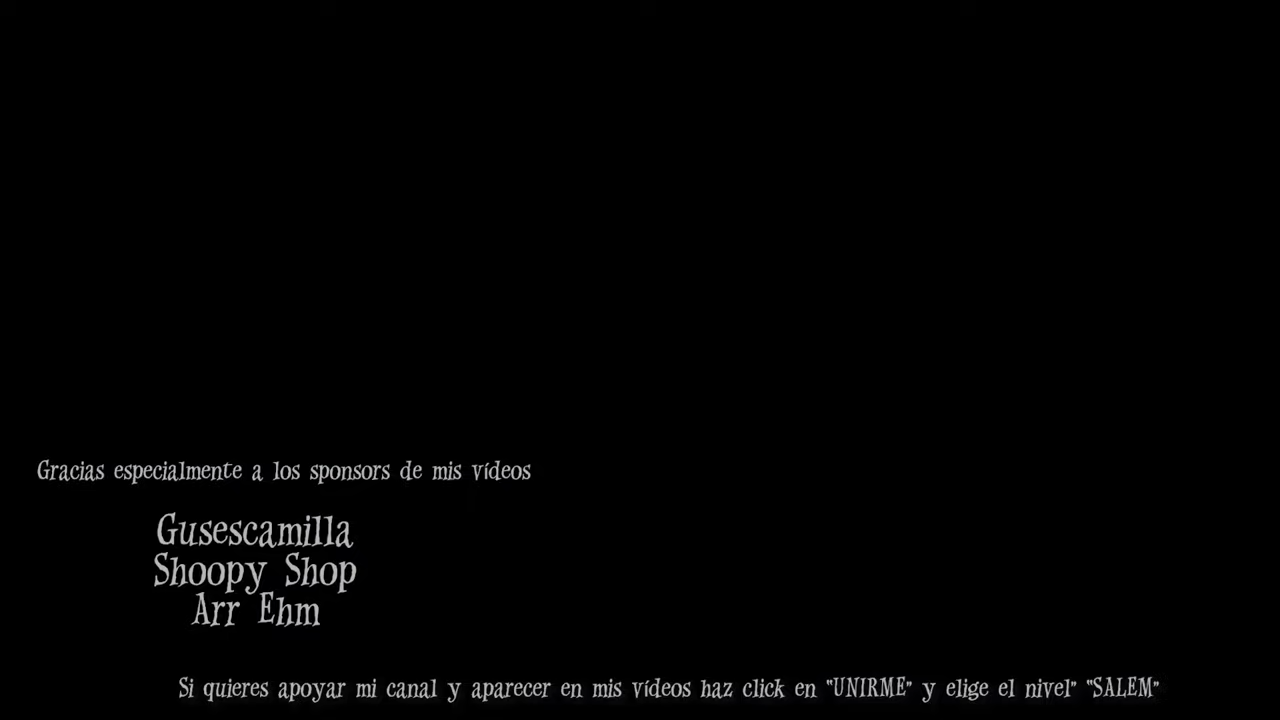 Gracias especialmente a los sponsors de mis vídeos
Gusescamilla
Shoopy Shop
Arr Ehm
Si quieres apoyar mi canal y aparecer en mis vídeos haz click en "UNIRME" y elige el nivel" "SALEM"